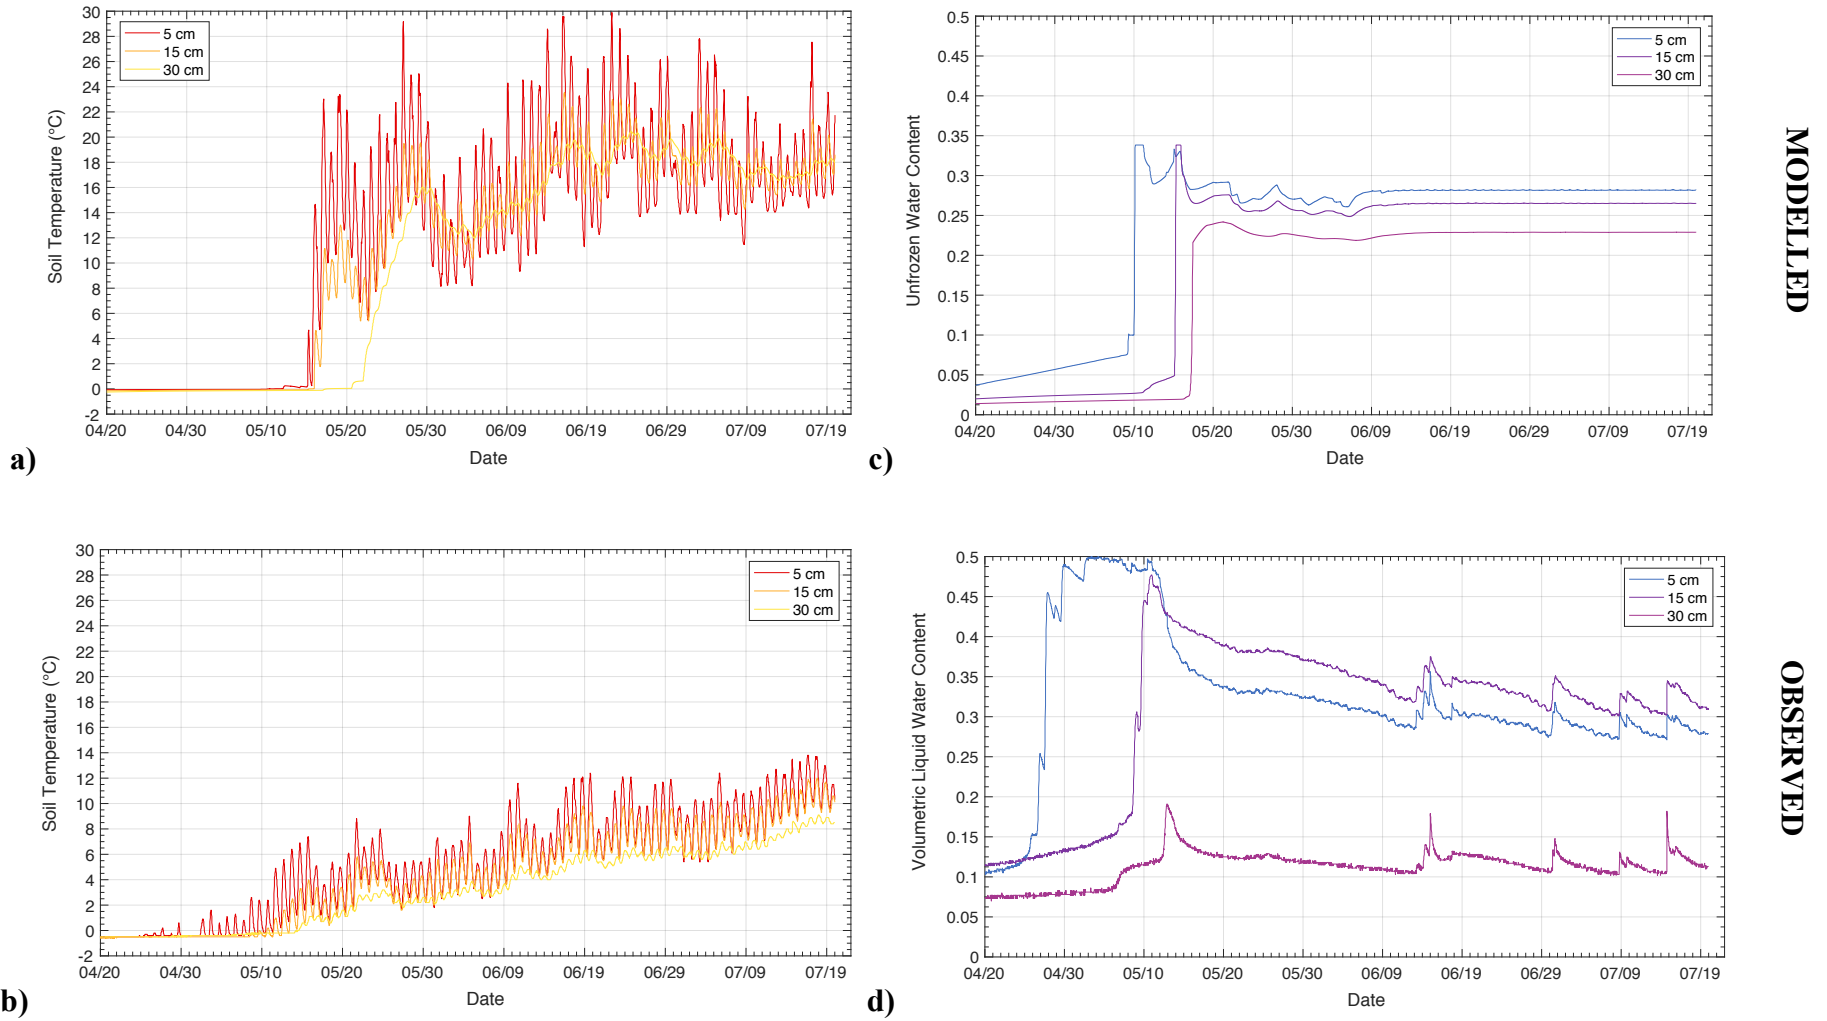 30
28
26
24
22
20
18
16
14
12
10
8
6
4
2
0
-2
Soil Temperature (°C)
5 cm
15 cm
30 cm
04/20 04/30 05/10 05/20 05/30 06/09 06/19 06/29 07/09 07/19
Date
a)
0.5
0.45
0.4
0.35
0.3
0.25
0.2
0.15
0.1
0.05
0
Unfrozen Water Content
5 cm
15 cm
30 cm
04/20 04/30 05/10 05/20 05/30 06/09 06/19 06/29 07/09 07/19
Date
c)
MODELLED
30
28
26
24
22
20
18
16
14
12
10
8
6
4
2
0
-2
Soil Temperature (°C)
5 cm
15 cm
30 cm
04/20 04/30 05/10 05/20 05/30 06/09 06/19 06/29 07/09 07/19
Date
b)
0.5
0.45
0.4
0.35
0.3
0.25
0.2
0.15
0.1
0.05
0
Volumetric Liquid Water Content
5 cm
15 cm
30 cm
04/20 04/30 05/10 05/20 05/30 06/09 06/19 06/29 07/09 07/19
Date
d)
OBSERVED